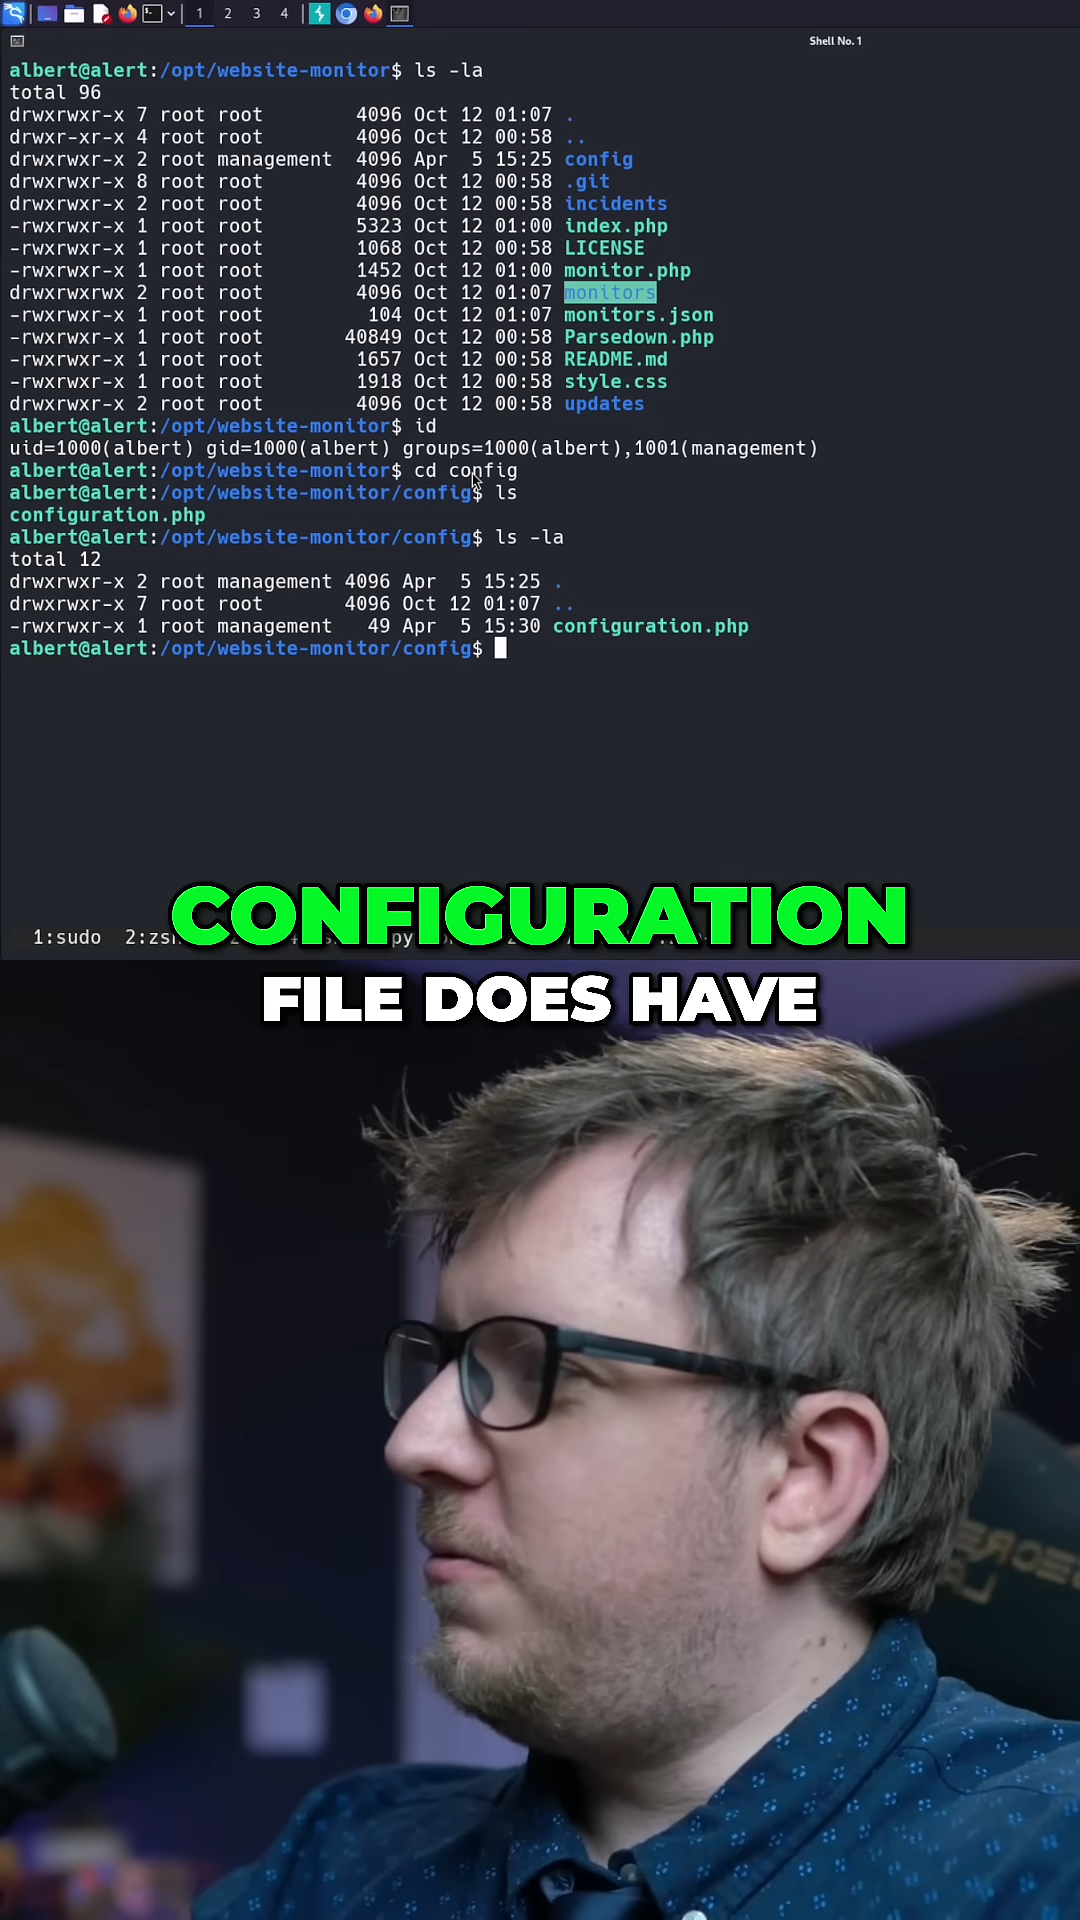 1 2 3 4
Shell No. 1
albert@alert:/opt/website-monitor$ ls -la
total 96
drwxrwxr-x 7 root root 4096 Oct 12 01:07 .
drwxr-xr-x 4 root root 4096 Oct 12 00:58 ..
drwxrwxr-x 2 root management 4096 Apr 5 15:25 config
drwxrwxr-x 8 root root 4096 Oct 12 00:58 .git
drwxrwxr-x 2 root root 4096 Oct 12 00:58 incidents
-rwxrwxr-x 1 root root 5323 Oct 12 01:00 index.php
-rwxrwxr-x 1 root root 1068 Oct 12 00:58 LICENSE
-rwxrwxr-x 1 root root 1452 Oct 12 01:00 monitor.php
drwxrwxrwx 2 root root 4096 Oct 12 01:07 monitors
-rwxrwxr-x 1 root root 104 Oct 12 01:07 monitors.json
-rwxrwxr-x 1 root root 40849 Oct 12 00:58 Parsedown.php
-rwxrwxr-x 1 root root 1657 Oct 12 00:58 README.md
-rwxrwxr-x 1 root root 1918 Oct 12 00:58 style.css
drwxrwxr-x 2 root root 4096 Oct 12 00:58 updates
albert@alert:/opt/website-monitor$ id
uid=1000(albert) gid=1000(albert) groups=1000(albert),1001(management)
albert@alert:/opt/website-monitor$ cd config
albert@alert:/opt/website-monitor/config$ ls
configuration.php
albert@alert:/opt/website-monitor/config$ ls -la
total 12
drwxrwxr-x 2 root management 4096 Apr 5 15:25 .
drwxrwxr-x 7 root root 4096 Oct 12 01:07 ..
-rwxrwxr-x 1 root management 49 Apr 5 15:30 configuration.php
albert@alert:/opt/website-monitor/config$
CONFIGURATION
1:sudo
FILE DOES HAVE